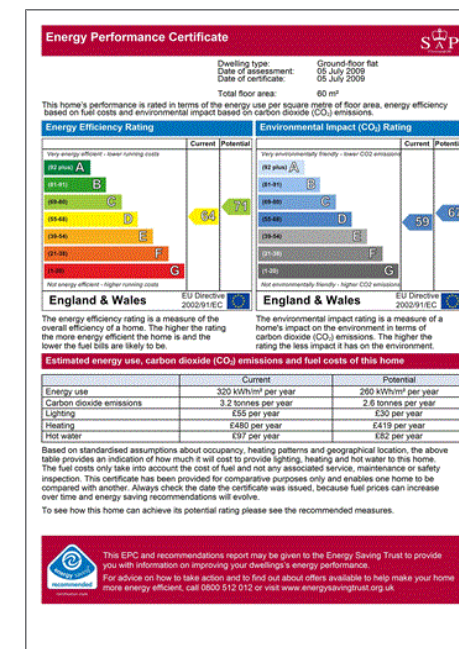 Energy Performance Certificate
SAP
Dwelling type: Ground-floor flat
Date of assessment: 05 July 2009
Date of certificate: 05 July 2009
Total floor area: 60 m²
This home's performance is rated in terms of the energy use per square metre of floor area, energy efficiency
based on fuel costs and environmental impact based on carbon dioxide (CO₂) emissions.
Energy Efficiency Rating
Current Potential
Very energy efficient - lower running costs
(92 plus) A
(81-91) B
(69-80) C
(55-68) D
(39-54) E
(21-38) F
(1-20) G
64
71
Not energy efficient - higher running costs
England & Wales
EU Directive
2002/91/EC
Environmental Impact (CO₂) Rating
Current Potential
Very environmentally friendly - lower CO2 emissions
(92 plus) A
(81-91) B
(69-80) C
(55-68) D
(39-54) E
(21-38) F
(1-20) G
59
67
Not environmentally friendly - higher CO2 emissions
England & Wales
EU Directive
2002/91/EC
The energy efficiency rating is a measure of the
overall efficiency of a home. The higher the rating
the more energy efficient the home is and the
lower the fuel bills are likely to be.
The environmental impact rating is a measure of a
home's impact on the environment in terms of
carbon dioxide (CO₂) emissions. The higher the
rating the less impact it has on the environment.
Estimated energy use, carbon dioxide (CO₂) emissions and fuel costs of this home
Current Potential
Energy use 320 kWh/m² per year 260 kWh/m² per year
Carbon dioxide emissions 3.2 tonnes per year 2.6 tonnes per year
Lighting £55 per year £30 per year
Heating £480 per year £419 per year
Hot water £97 per year £82 per year
Based on standardised assumptions about occupancy, heating patterns and geographical location, the above
table provides an indication of how much it will cost to provide lighting, heating and hot water to this home.
The fuel costs only take into account the cost of fuel and not any associated service, maintenance or safety
inspection. This certificate has been provided for comparative purposes only and enables one home to be
compared with another. Always check the date the certificate was issued, because fuel prices can increase
over time and energy saving recommendations will evolve.
To see how this home can achieve its potential rating please see the recommended measures.
energy saving
recommended
This EPC and recommendations report may be given to the Energy Saving Trust to provide
you with information on improving your dwellings's energy performance.
For advice on how to take action and to find out about offers available to help make your home
more energy efficient, call 0800 512 012 or visit www.energysavingtrust.org.uk